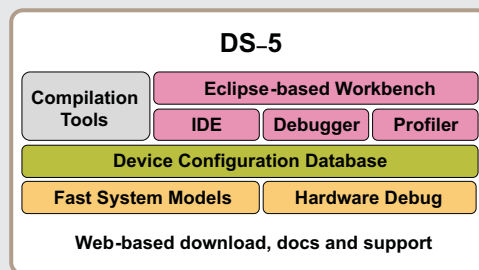 DS-5
Compilation
Tools
Eclipse-based Workbench
IDE
Debugger
Profiler
Device Configuration Database
Fast System Models
Hardware Debug
Web-based download, docs and support